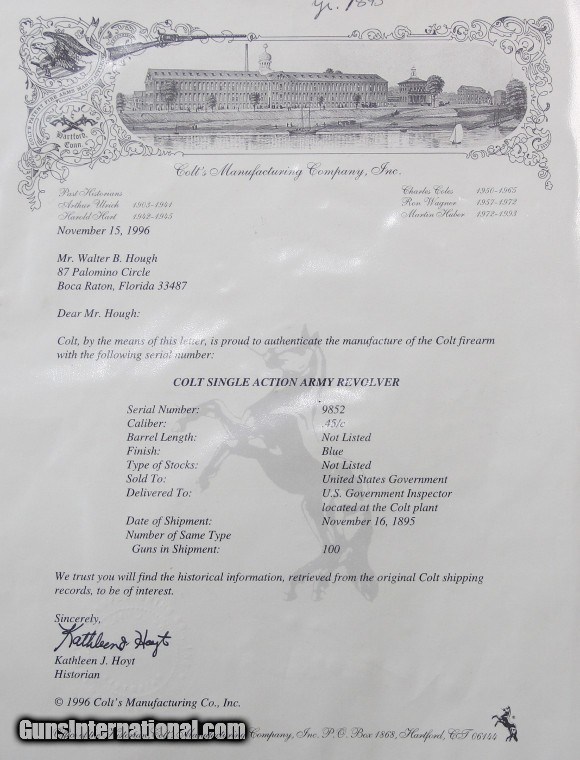 yr. 1895
Hartford,
Conn.
Colt's Manufacturing Company, Inc.
Past Historians
Arthur Ulrich 1903-1941
Harold Hart 1942-1945
Charles Coles 1950-1965
Ron Wagner 1957-1972
Martin Huber 1972-1993
November 15, 1996
Mr. Walter B. Hough
87 Palomino Circle
Boca Raton, Florida 33487
Dear Mr. Hough:
Colt, by the means of this letter, is proud to authenticate the manufacture of the Colt firearm
with the following serial number:
COLT SINGLE ACTION ARMY REVOLVER
Serial Number: 9852
Caliber: .45/c
Barrel Length: Not Listed
Finish: Blue
Type of Stocks: Not Listed
Sold To: United States Government
Delivered To: U.S. Government Inspector
located at the Colt plant
Date of Shipment: November 16, 1895
Number of Same Type
Guns in Shipment: 100
We trust you will find the historical information, retrieved from the original Colt shipping
records, to be of interest.
Sincerely,
Kathleen J. Hoyt
Kathleen J. Hoyt
Historian
© 1996 Colt's Manufacturing Co., Inc.
GunsInternational.com
Company, Inc. P.O. Box 1868, Hartford, CT 06144